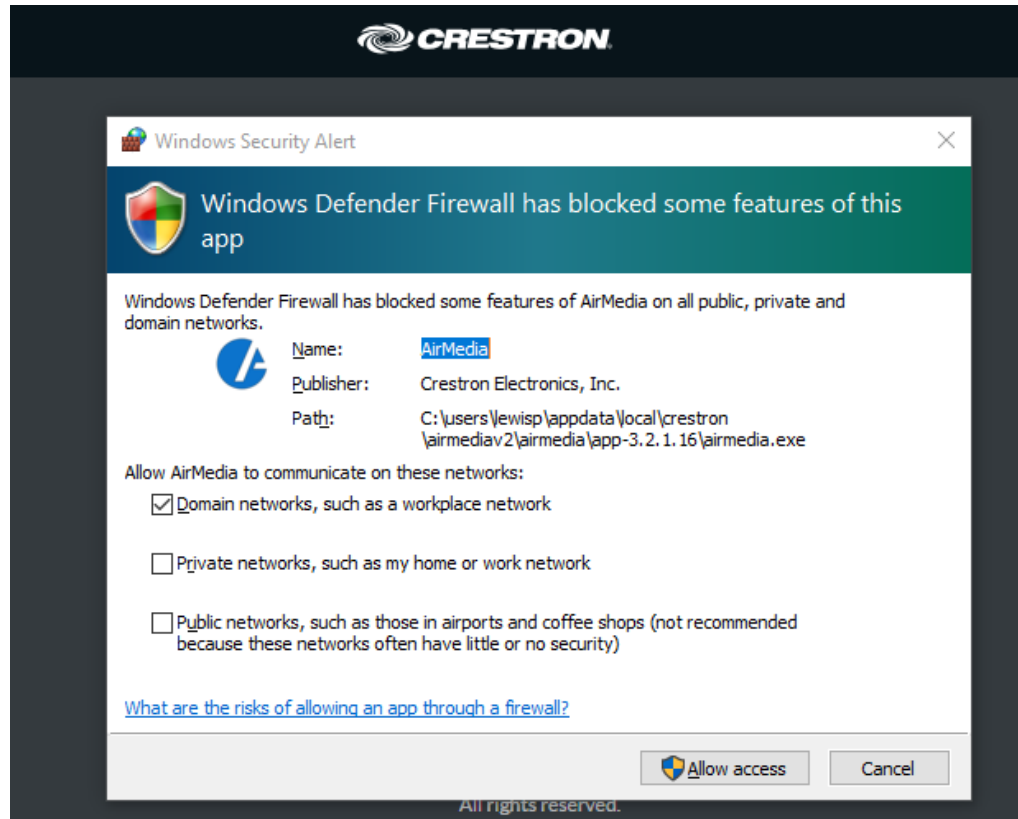 CRESTRON
Windows Security Alert
Windows Defender Firewall has blocked some features of this
app
Windows Defender Firewall has blocked some features of AirMedia on all public, private and
domain networks.
Name: AirMedia
Publisher: Crestron Electronics, Inc.
Path: C:\users\lewisp\appdata\local\crestron
\airmediav2\airmedia\app-3.2.1.16\airmedia.exe
Allow AirMedia to communicate on these networks:
Domain networks, such as a workplace network
Private networks, such as my home or work network
Public networks, such as those in airports and coffee shops (not recommended
because these networks often have little or no security)
What are the risks of allowing an app through a firewall?
Allow access Cancel
All rights reserved.